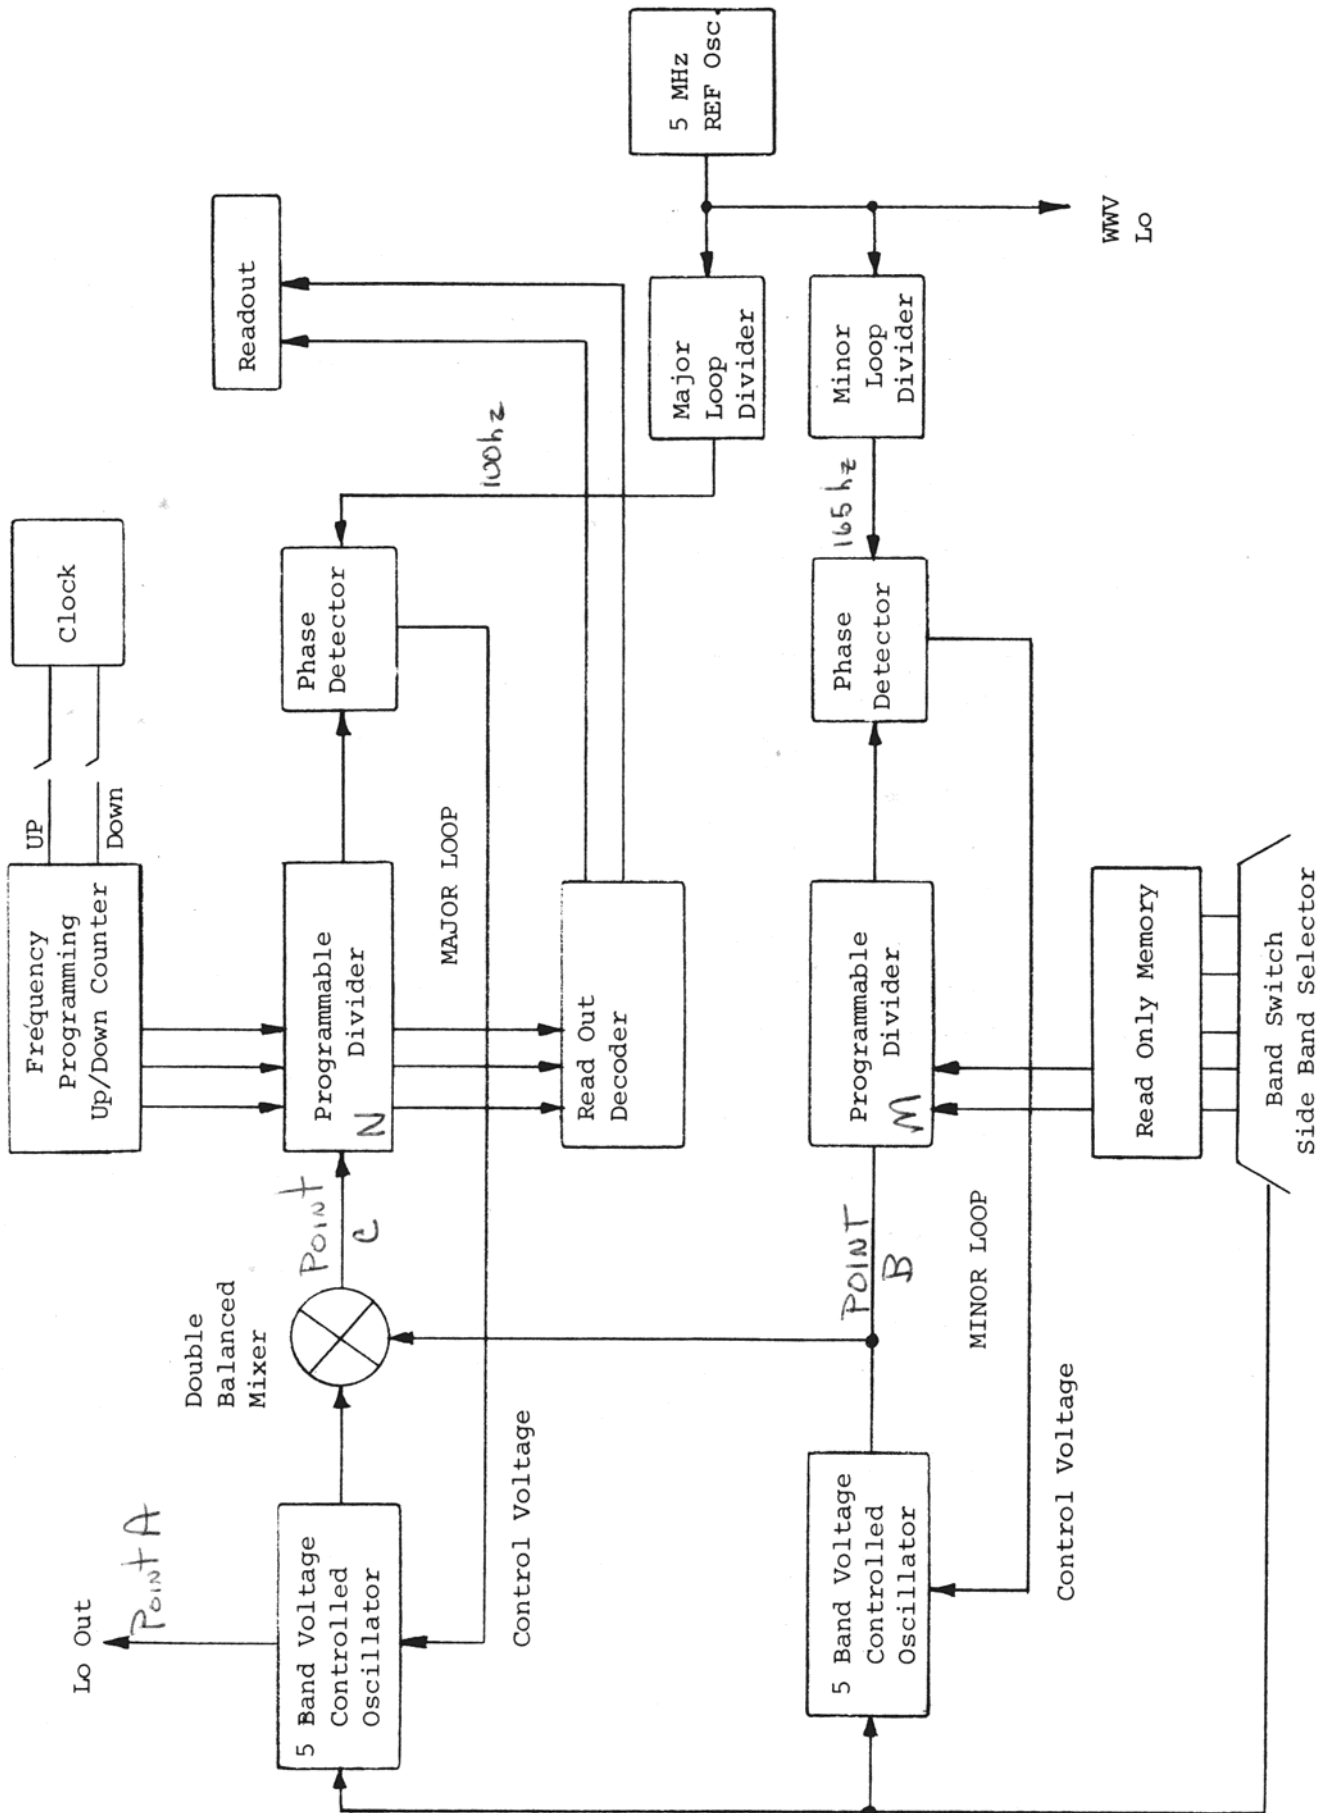 Lo Out
Point A
5 Band Voltage
Controlled
Oscillator
Double
Balanced
Mixer
Point
C
Frequency
Programming
Up/Down Counter
UP
Down
Clock
Programmable
Divider
N
Phase
Detector
MAJOR LOOP
Control Voltage
Read Out
Decoder
Readout
100hz
Major
Loop
Divider
5 MHz
REF Osc
5 Band Voltage
Controlled
Oscillator
POINT
B
Programmable
Divider
M
Phase
Detector
165hz
Minor
Loop
Divider
WWV
Lo
MINOR LOOP
Control Voltage
Read Only Memory
Band Switch
Side Band Selector